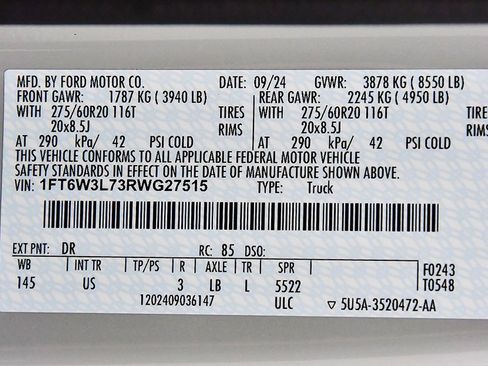 MFD. BY FORD MOTOR CO. DATE: 09/24 GVWR: 3878 KG ( 8550 LB)
FRONT GAWR: 1787 KG ( 3940 LB) REAR GAWR: 2245 KG ( 4950 LB)
WITH 275/60R20 116T TIRES WITH 275/60R20 116T TIRES
20x8.5J RIMS 20x8.5J RIMS
AT 290 kPa/ 42 PSI COLD AT 290 kPa/ 42 PSI COLD
THIS VEHICLE CONFORMS TO ALL APPLICABLE FEDERAL MOTOR VEHICLE
SAFETY STANDARDS IN EFFECT ON THE DATE OF MANUFACTURE SHOWN ABOVE.
VIN: 1FT6W3L73RWG27515 TYPE: Truck
EXT PNT: DR RC: 85 DSO:
WB INT TR TP/PS R AXLE TR SPR F0243
145 US 3 LB L 5522 T0548
1202409036147 ULC ▽ 5U5A-3520472-AA